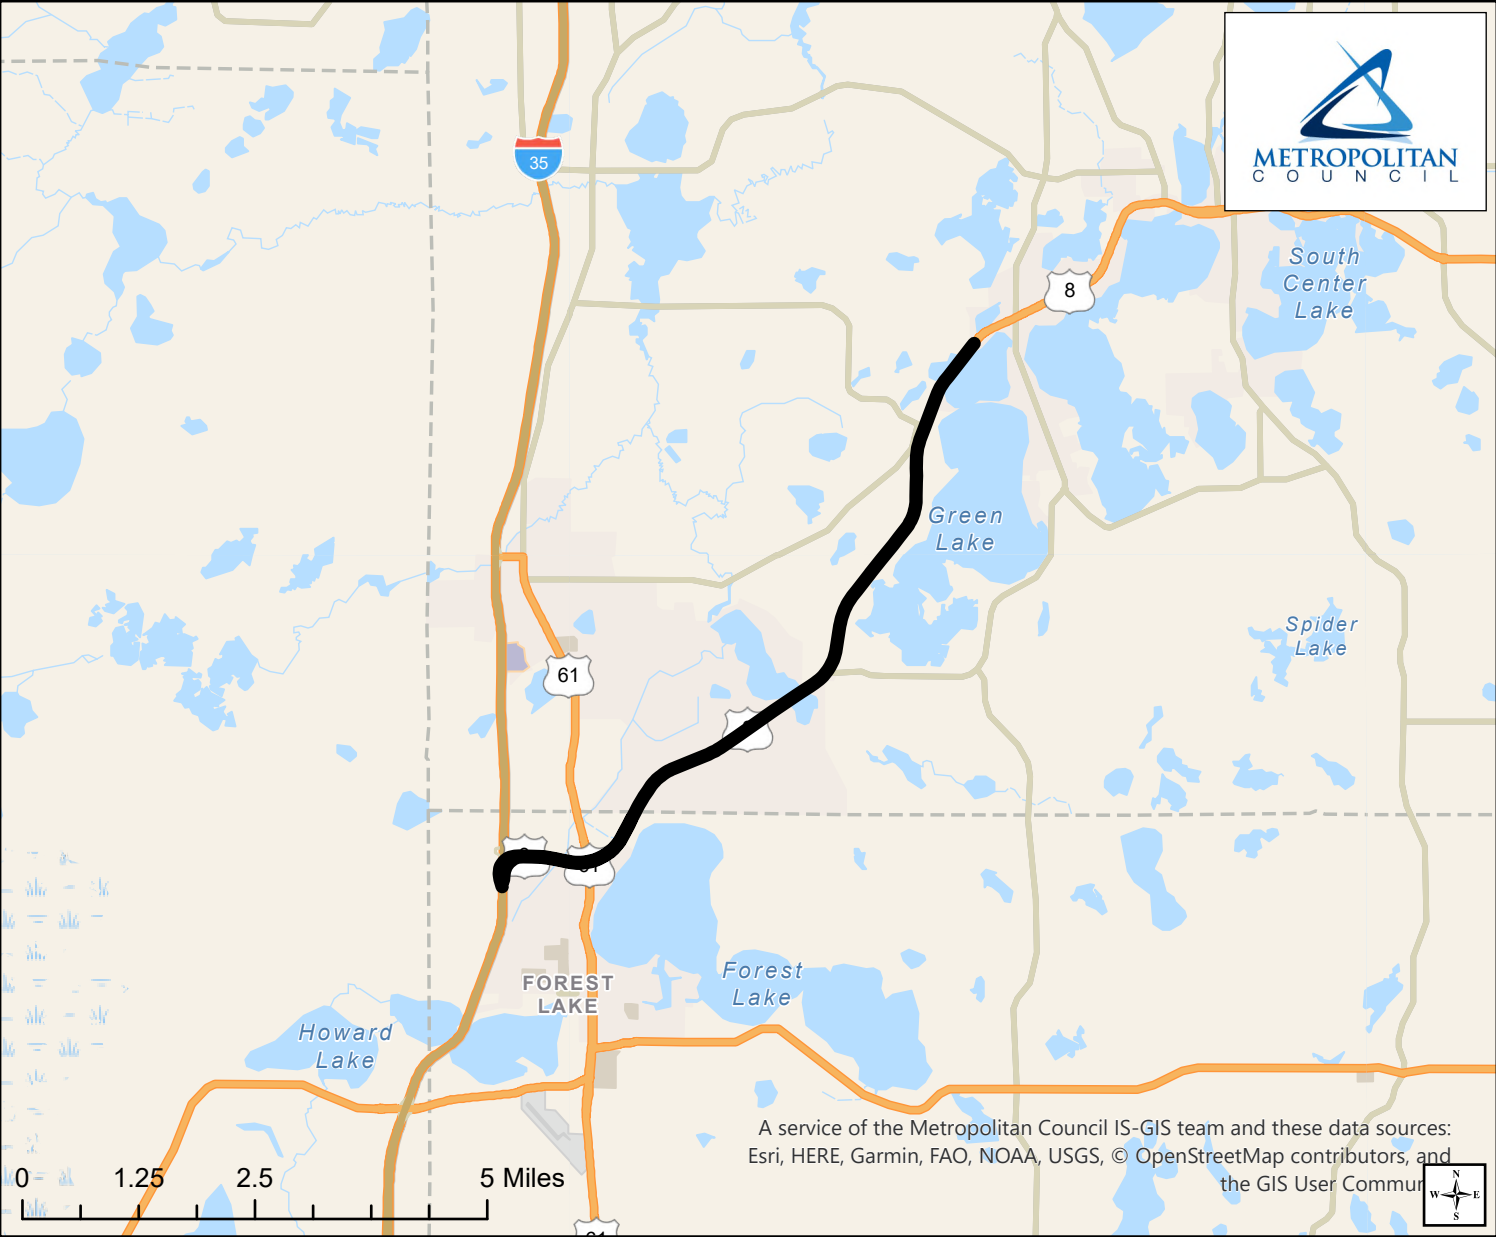 METROPOLITAN
COUNCIL
35
South
Center
Lake
8
Green
Lake
Spider
Lake
61
FOREST
LAKE
Forest
Lake
Howard
Lake
A service of the Metropolitan Council IS-GIS team and these data sources:
Esri, HERE, Garmin, FAO, NOAA, USGS, © OpenStreetMap contributors, and
the GIS User Commun
0 1.25 2.5 5 Miles
N
W E
S